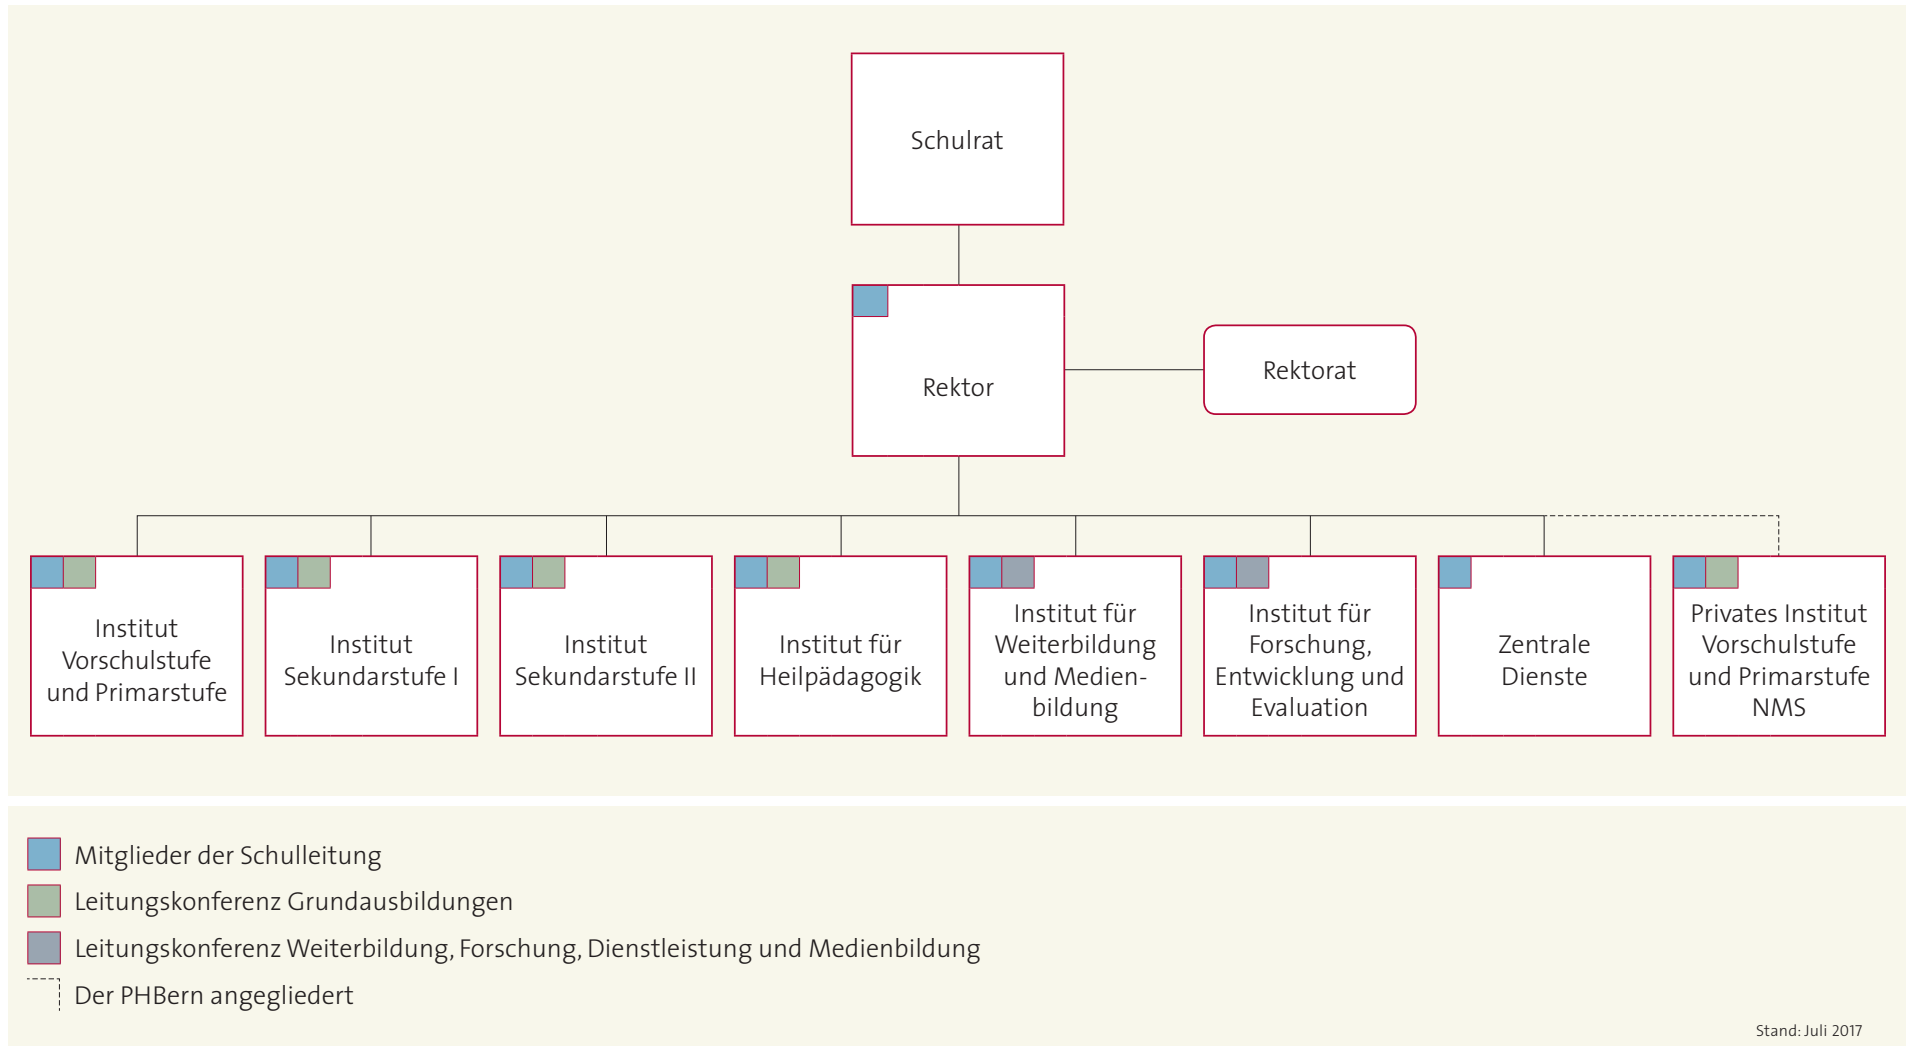 Schulrat
Rektor
Rektorat
Institut
Vorschulstufe
und Primarstufe
Institut
Sekundarstufe I
Institut
Sekundarstufe II
Institut für
Heilpädagogik
Institut für
Weiterbildung
und Medien-
bildung
Institut für
Forschung,
Entwicklung und
Evaluation
Zentrale
Dienste
Privates Institut
Vorschulstufe
und Primarstufe
NMS
Mitglieder der Schulleitung
Leitungskonferenz Grundausbildungen
Leitungskonferenz Weiterbildung, Forschung, Dienstleistung und Medienbildung
Der PHBern angegliedert
Stand: Juli 2017